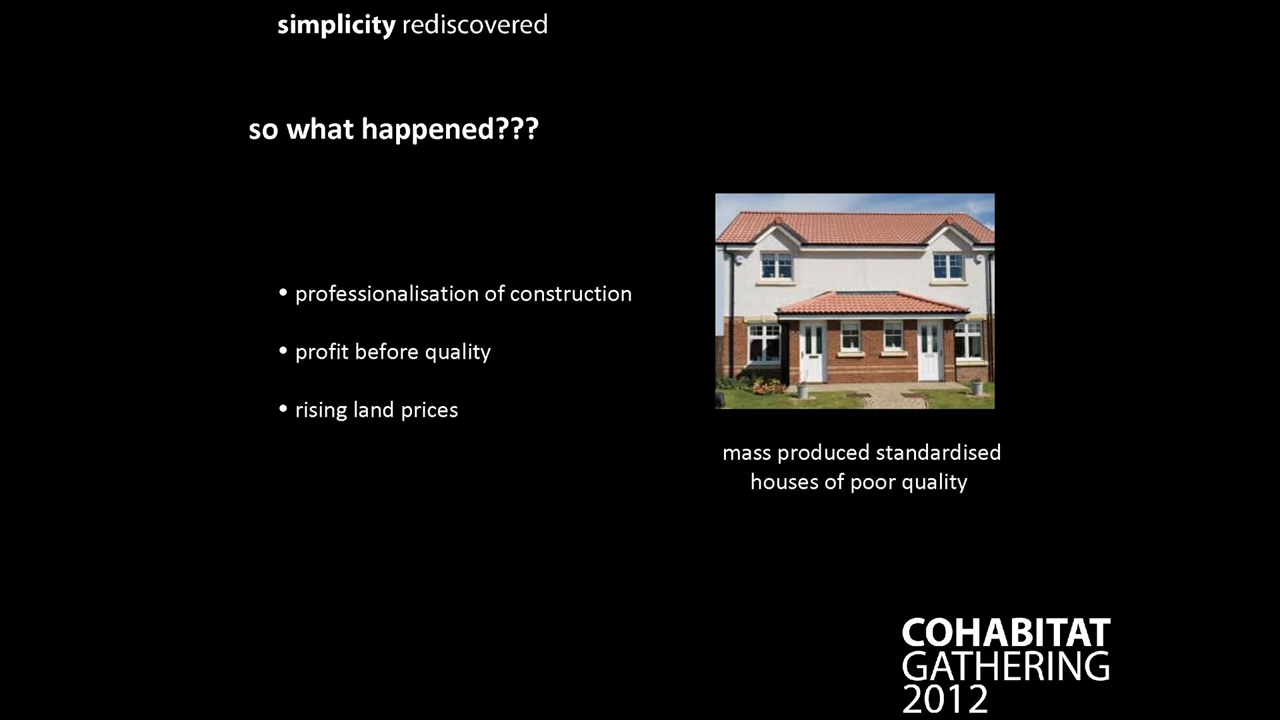 simplicity rediscovered
so what happened???
• professionalisation of construction
• profit before quality
• rising land prices
mass produced standardised
houses of poor quality
COHABITAT
GATHERING
2012